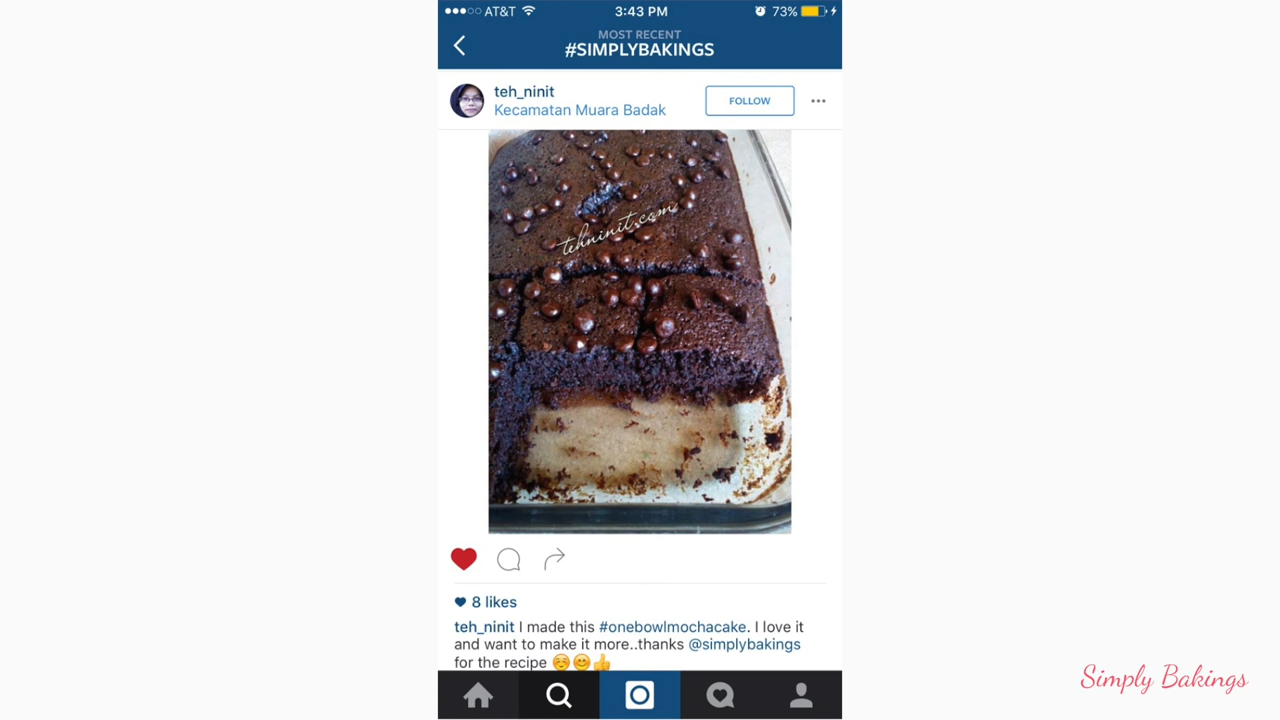 AT&T 3:43 PM 73%
MOST RECENT
#SIMPLYBAKINGS
teh_ninit
Kecamatan Muara Badak
FOLLOW
tehninit.com
8 likes
teh_ninit I made this #onebowlmochacake. I love it
and want to make it more..thanks @simplybakings
for the recipe ☺️😊👍
Simply Bakings